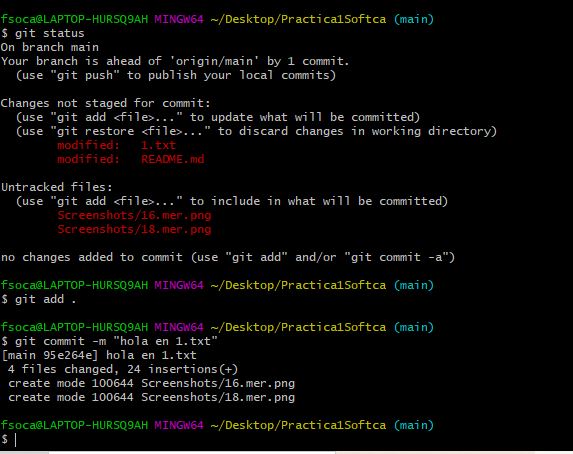 fsoca@LAPTOP-HURSQ9AH MINGW64 ~/Desktop/Practica1Softca (main)
$ git status
On branch main
Your branch is ahead of 'origin/main' by 1 commit.
  (use "git push" to publish your local commits)

Changes not staged for commit:
  (use "git add <file>..." to update what will be committed)
  (use "git restore <file>..." to discard changes in working directory)
        modified:   1.txt
        modified:   README.md

Untracked files:
  (use "git add <file>..." to include in what will be committed)
        Screenshots/16.mer.png
        Screenshots/18.mer.png

no changes added to commit (use "git add" and/or "git commit -a")

fsoca@LAPTOP-HURSQ9AH MINGW64 ~/Desktop/Practica1Softca (main)
$ git add .

fsoca@LAPTOP-HURSQ9AH MINGW64 ~/Desktop/Practica1Softca (main)
$ git commit -m "hola en 1.txt"
[main 95e264e] hola en 1.txt
 4 files changed, 24 insertions(+)
 create mode 100644 Screenshots/16.mer.png
 create mode 100644 Screenshots/18.mer.png

fsoca@LAPTOP-HURSQ9AH MINGW64 ~/Desktop/Practica1Softca (main)
$